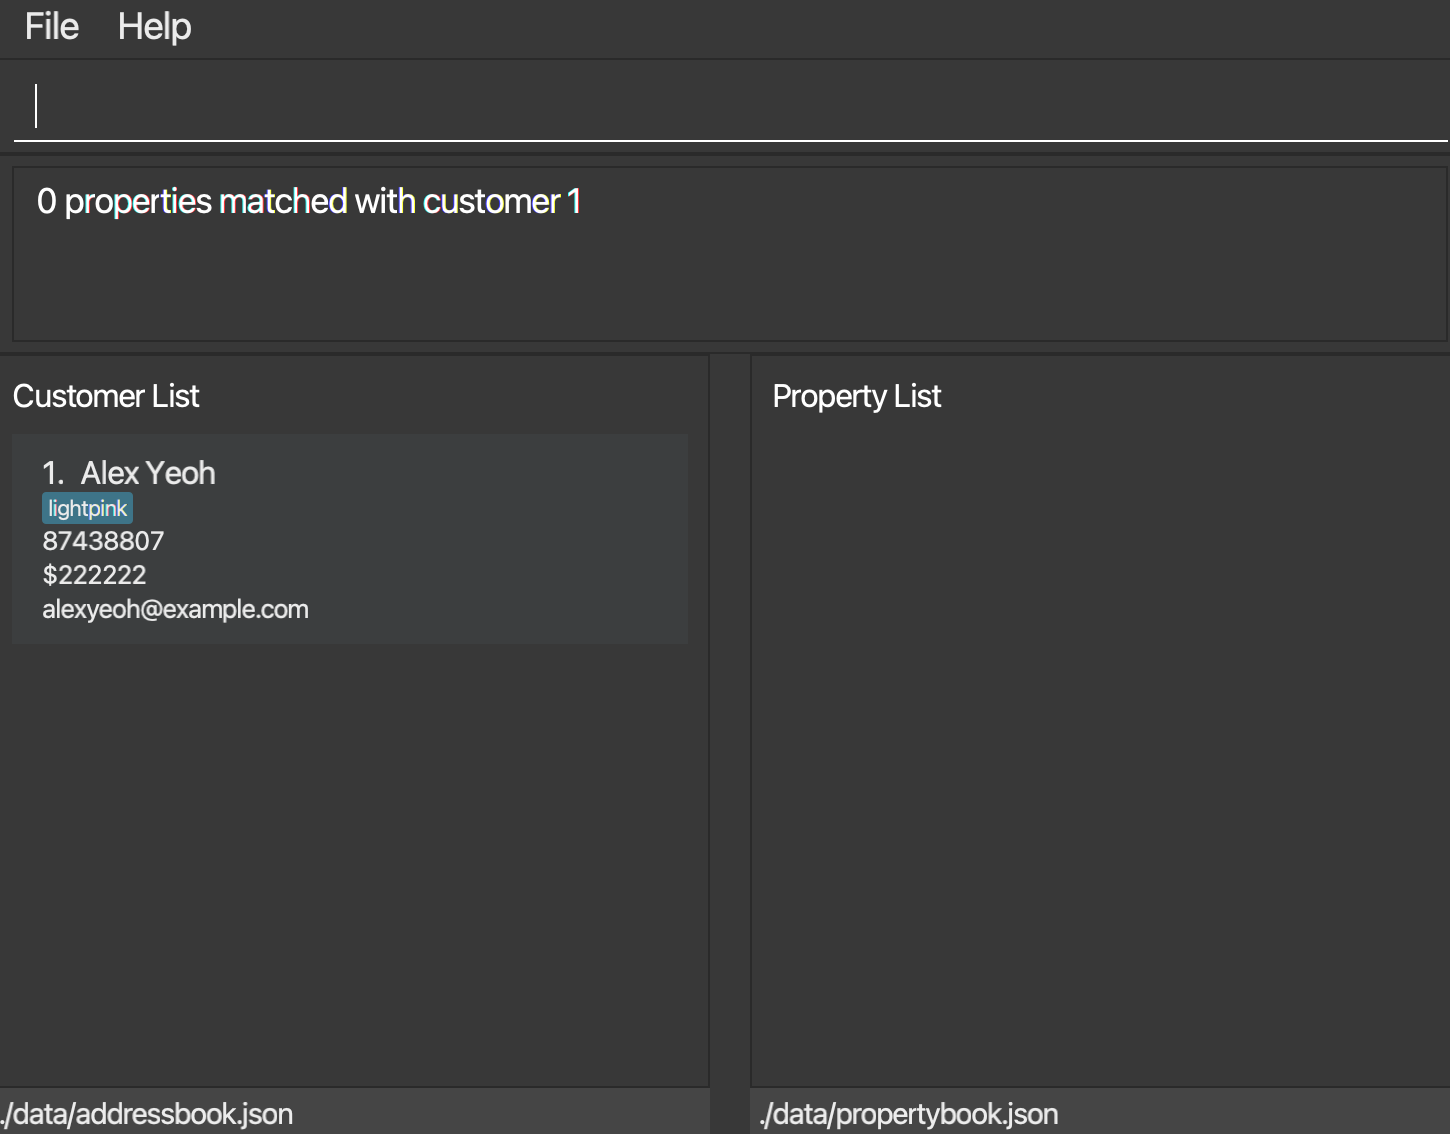 File Help
0 properties matched with customer 1
Customer List
1. Alex Yeoh
lightpink
87438807
$222222
alexyeoh@example.com
Property List
./data/addressbook.json
./data/propertybook.json